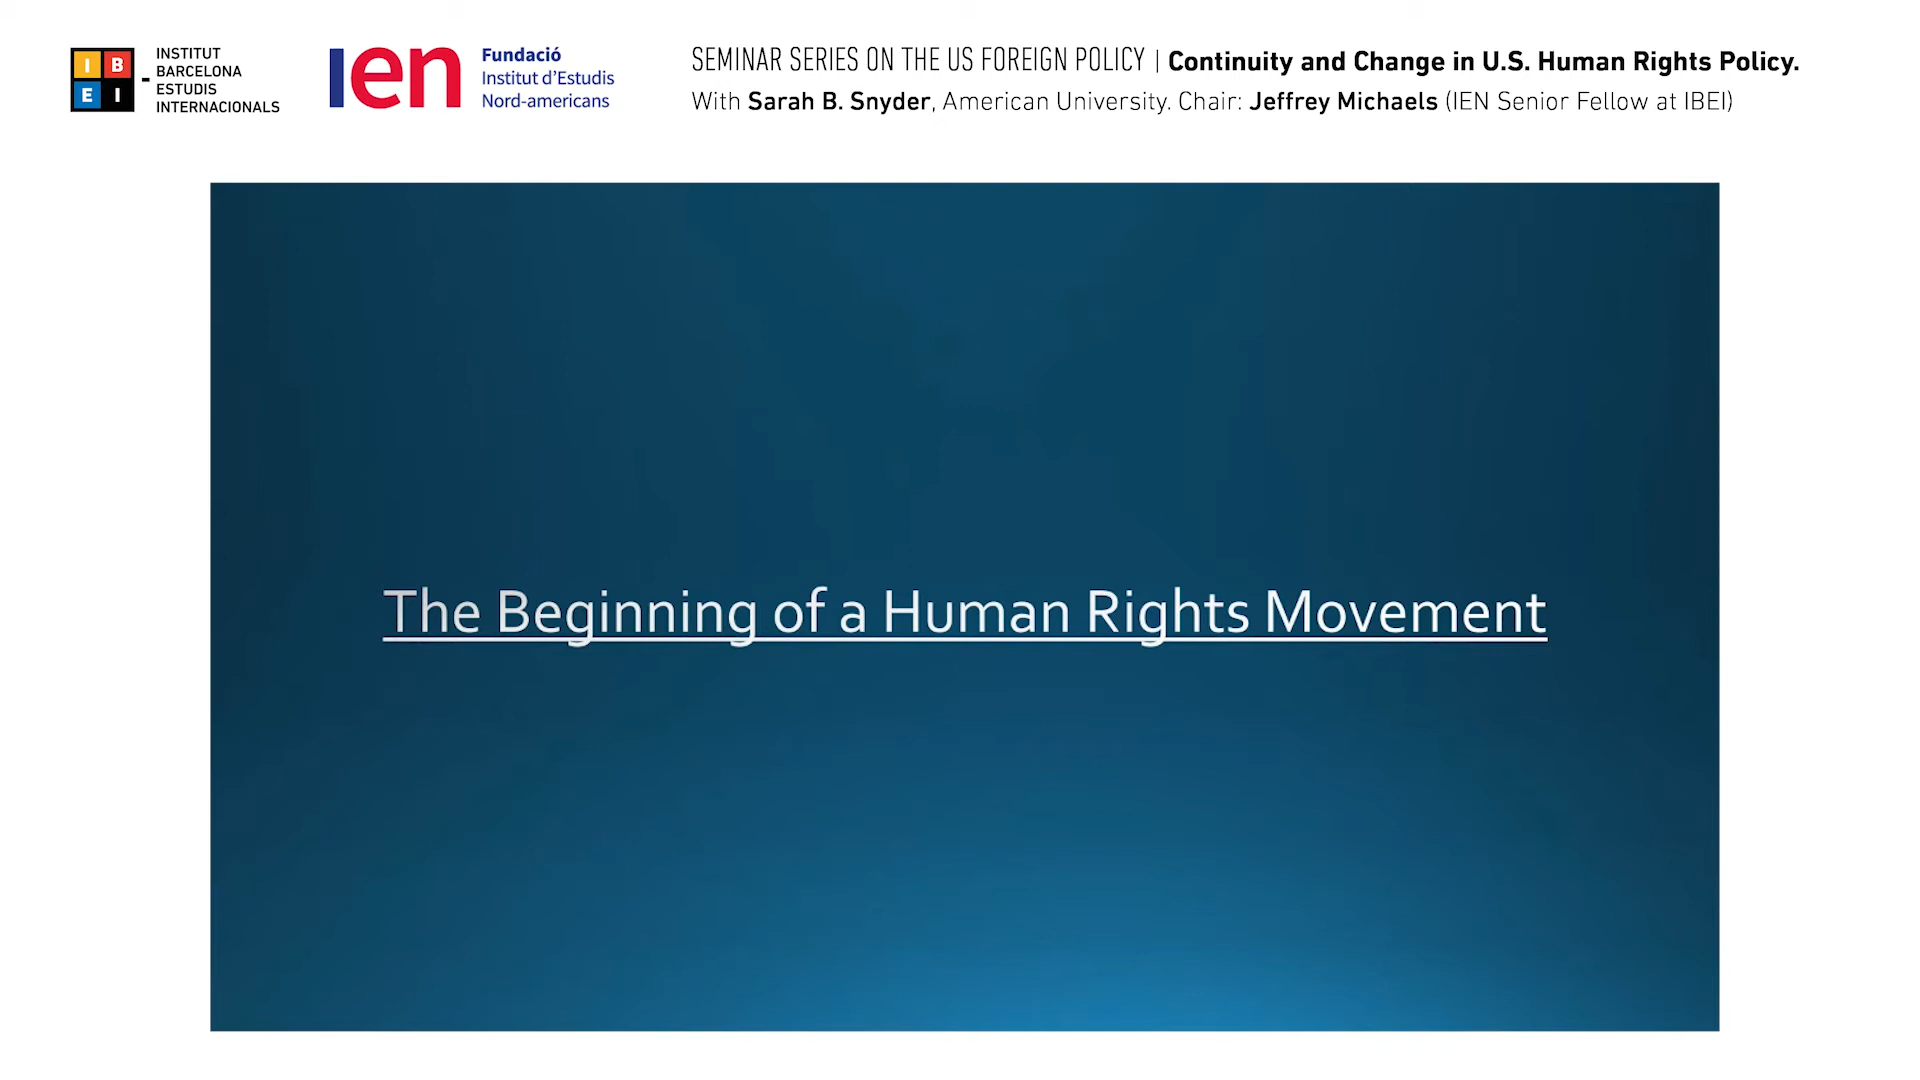 I B
E I
INSTITUT
BARCELONA
ESTUDIS
INTERNACIONALS
ien
Fundació
Institut d'Estudis
Nord-americans
SEMINAR SERIES ON THE US FOREIGN POLICY | Continuity and Change in U.S. Human Rights Policy.
With Sarah B. Snyder, American University. Chair: Jeffrey Michaels (IEN Senior Fellow at IBEI)
The Beginning of a Human Rights Movement